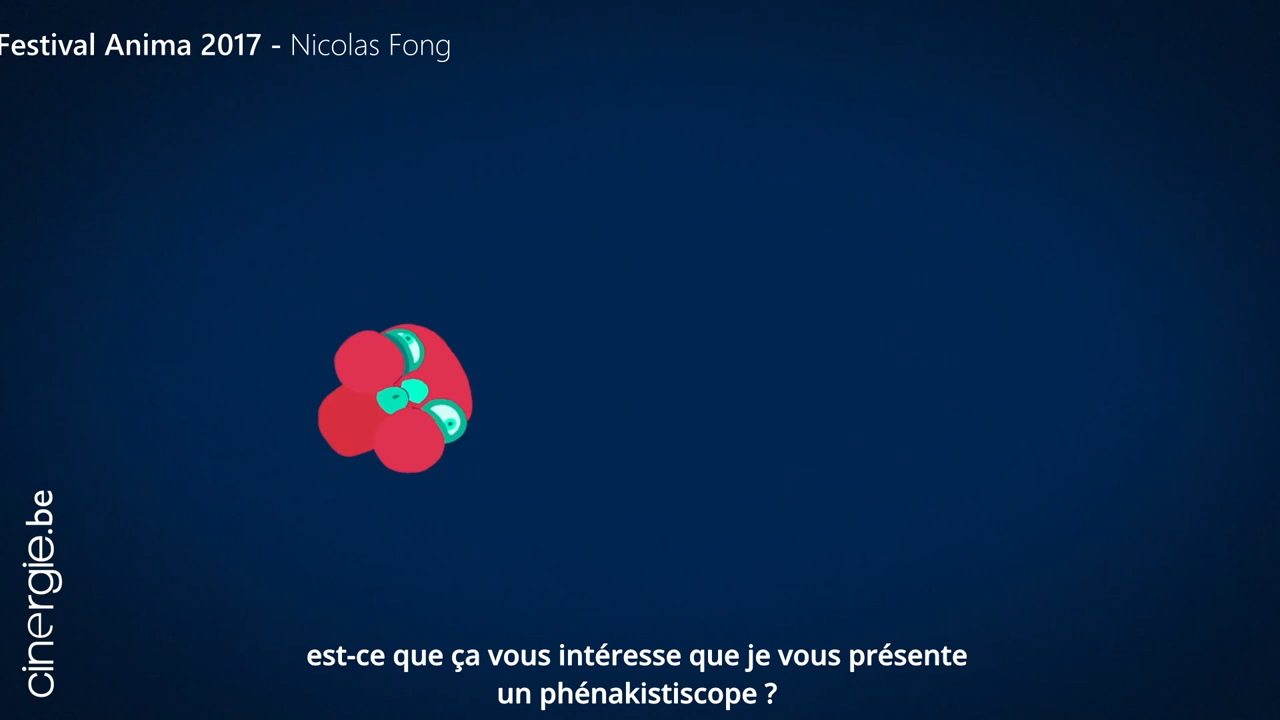 Festival Anima 2017 - Nicolas Fong
cinergie.be
est-ce que ça vous intéresse que je vous présente
un phénakistiscope ?